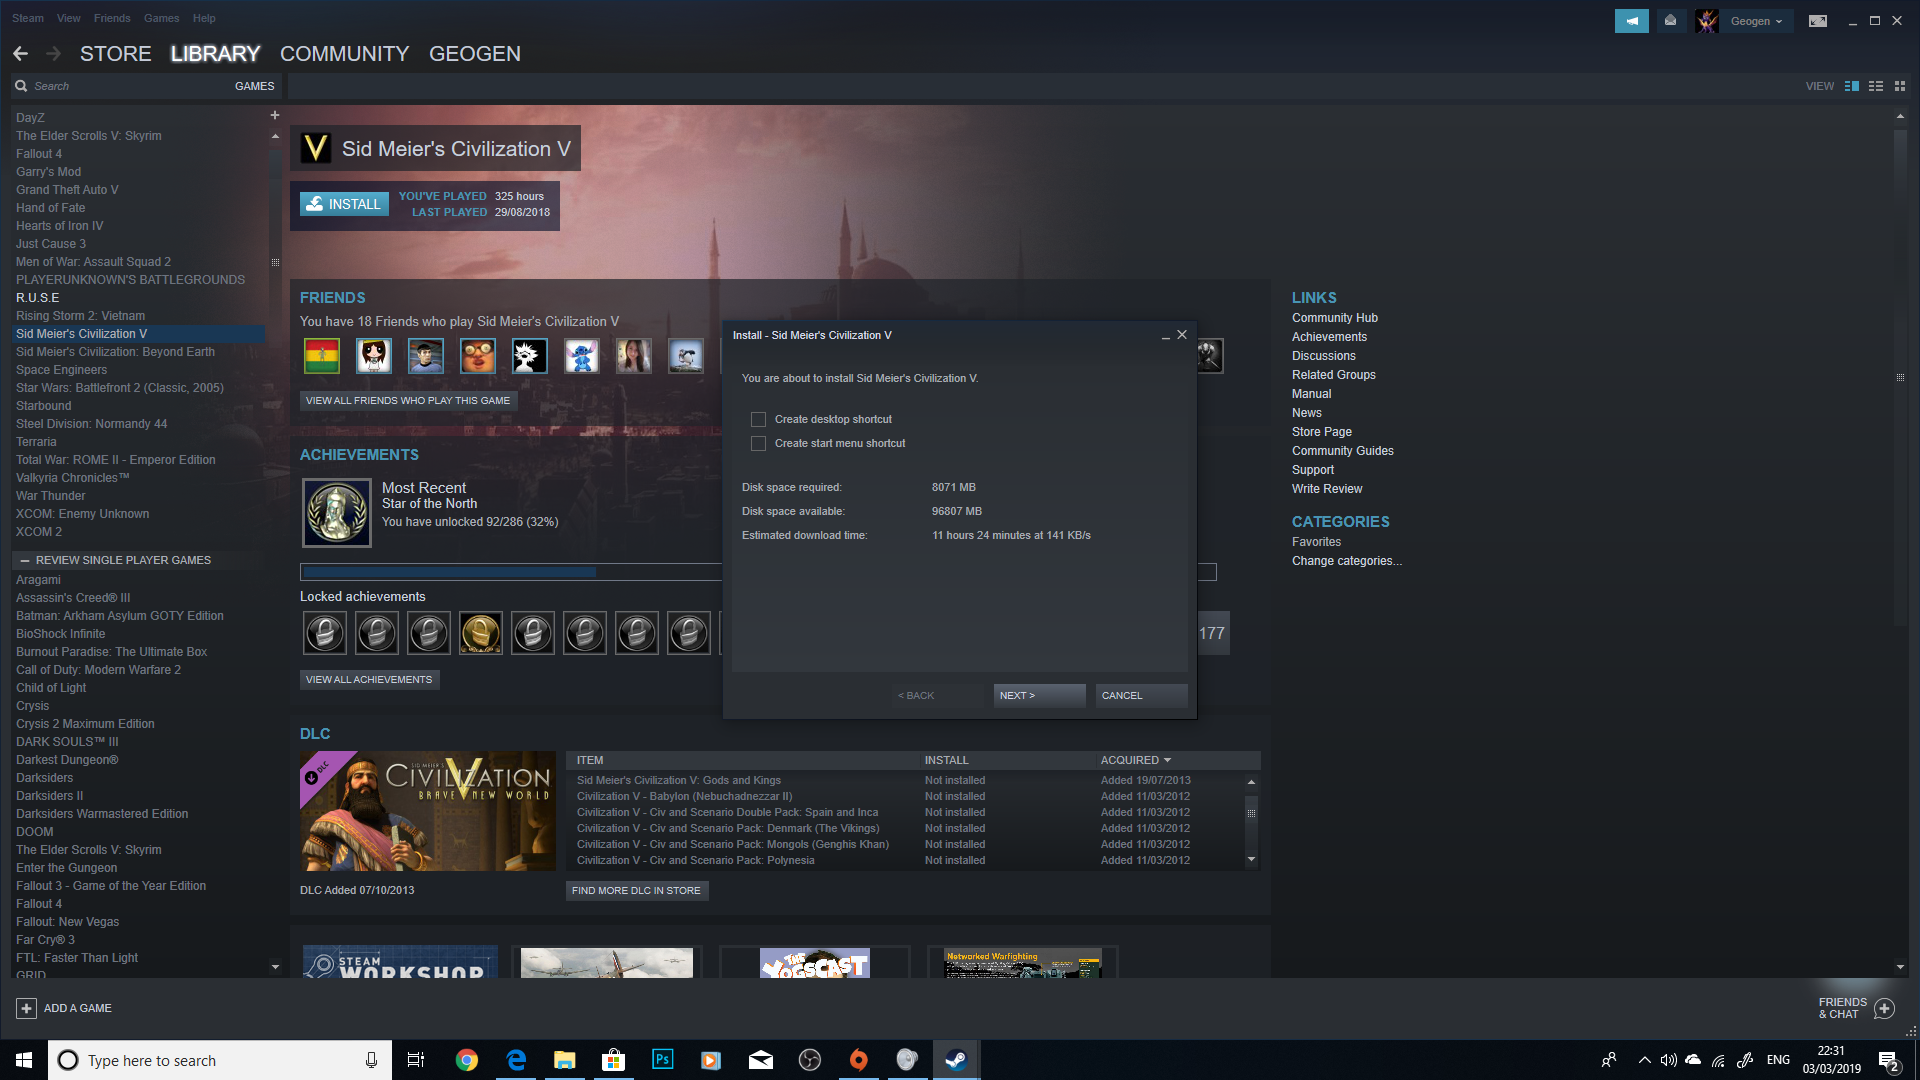 Steam View Friends Games Help
Geogen
STORE LIBRARY COMMUNITY GEOGEN
Search GAMES
VIEW
DayZ
The Elder Scrolls V: Skyrim
Fallout 4
Garry's Mod
Grand Theft Auto V
Hand of Fate
Hearts of Iron IV
Just Cause 3
Men of War: Assault Squad 2
PLAYERUNKNOWN'S BATTLEGROUNDS
R.U.S.E
Rising Storm 2: Vietnam
Sid Meier's Civilization V
Sid Meier's Civilization: Beyond Earth
Space Engineers
Star Wars: Battlefront 2 (Classic, 2005)
Starbound
Steel Division: Normandy 44
Terraria
Total War: ROME II - Emperor Edition
Valkyria Chronicles™
War Thunder
XCOM: Enemy Unknown
XCOM 2
REVIEW SINGLE PLAYER GAMES
Aragami
Assassin's Creed® III
Batman: Arkham Asylum GOTY Edition
BioShock Infinite
Burnout Paradise: The Ultimate Box
Call of Duty: Modern Warfare 2
Child of Light
Crysis
Crysis 2 Maximum Edition
DARK SOULS™ III
Darkest Dungeon®
Darksiders
Darksiders II
Darksiders Warmastered Edition
DOOM
The Elder Scrolls V: Skyrim
Enter the Gungeon
Fallout 3 - Game of the Year Edition
Fallout 4
Fallout: New Vegas
Far Cry® 3
FTL: Faster Than Light
GRID
ADD A GAME
Sid Meier's Civilization V
INSTALL
YOU'VE PLAYED 325 hours
LAST PLAYED 29/08/2018
FRIENDS
You have 18 Friends who play Sid Meier's Civilization V
VIEW ALL FRIENDS WHO PLAY THIS GAME
ACHIEVEMENTS
Most Recent
Star of the North
You have unlocked 92/286 (32%)
Locked achievements
177
VIEW ALL ACHIEVEMENTS
Install - Sid Meier's Civilization V
You are about to install Sid Meier's Civilization V.
Create desktop shortcut
Create start menu shortcut
Disk space required: 8071 MB
Disk space available: 96807 MB
Estimated download time: 11 hours 24 minutes at 141 KB/s
< BACK NEXT > CANCEL
DLC
DLC
SID MEIER'S
CIVILIZATION V
BRAVE NEW WORLD
DLC Added 07/10/2013
ITEM INSTALL ACQUIRED
Sid Meier's Civilization V: Gods and Kings Not installed Added 19/07/2013
Civilization V - Babylon (Nebuchadnezzar II) Not installed Added 11/03/2012
Civilization V - Civ and Scenario Double Pack: Spain and Inca Not installed Added 11/03/2012
Civilization V - Civ and Scenario Pack: Denmark (The Vikings) Not installed Added 11/03/2012
Civilization V - Civ and Scenario Pack: Mongols (Genghis Khan) Not installed Added 11/03/2012
Civilization V - Civ and Scenario Pack: Polynesia Not installed Added 11/03/2012
FIND MORE DLC IN STORE
STEAM
WORKSHOP
THE
YOGSCAST
Networked Warfighting
LINKS
Community Hub
Achievements
Discussions
Related Groups
Manual
News
Store Page
Community Guides
Support
Write Review
CATEGORIES
Favorites
Change categories...
FRIENDS
& CHAT
Type here to search
Ps
ENG
22:31
03/03/2019
2